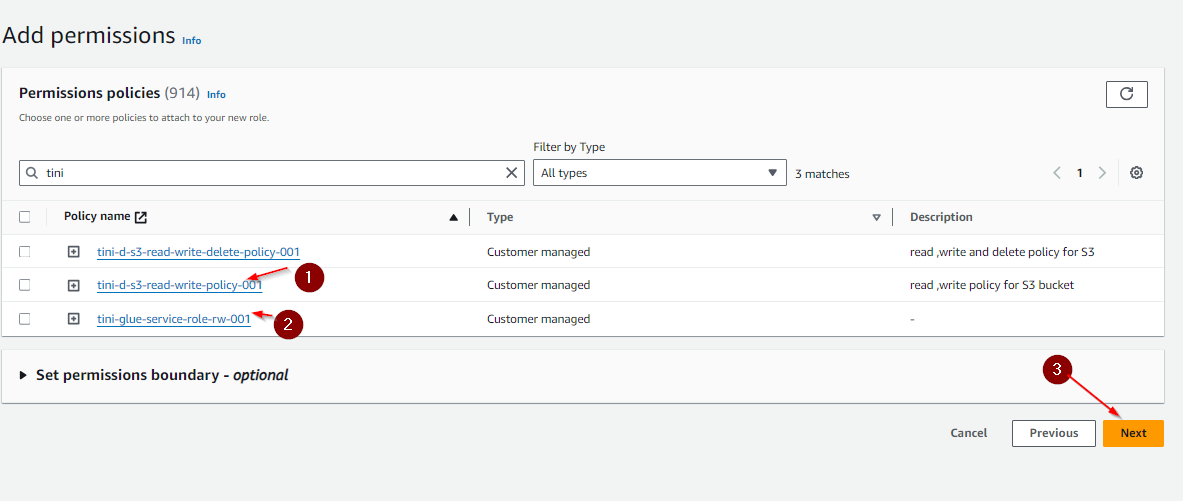 Add permissions Info
Permissions policies (914) Info
Choose one or more policies to attach to your new role.
Filter by Type
tini All types 3 matches 1
Policy name Type Description
tini-d-s3-read-write-delete-policy-001 Customer managed read ,write and delete policy for S3
1
tini-d-s3-read-write-policy-001 Customer managed read ,write policy for S3 bucket
tini-glue-service-role-rw-001 Customer managed -
2
Set permissions boundary - optional
3
Cancel Previous Next